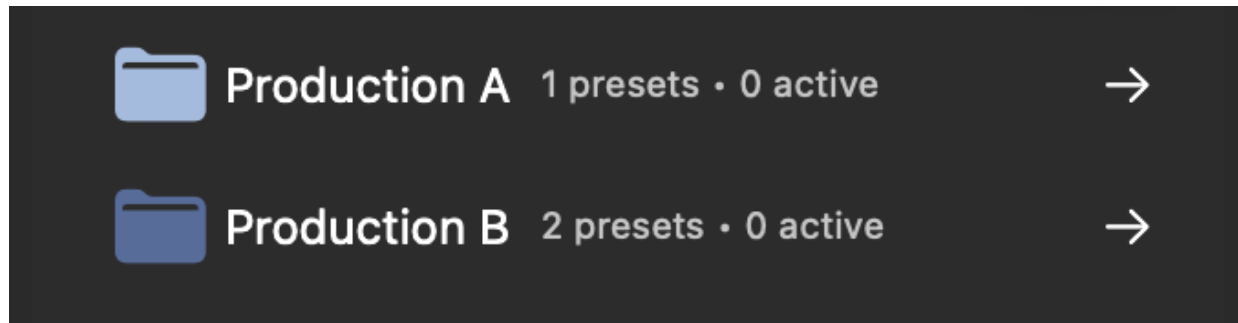 Production A 1 presets • 0 active
Production B 2 presets • 0 active